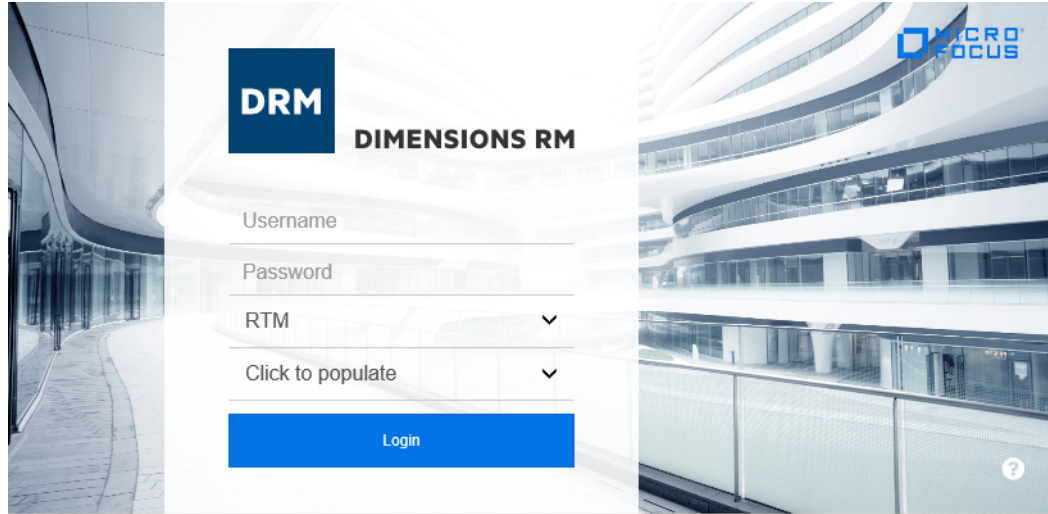 MICRO
FOCUS
DRM
DIMENSIONS RM
Username
Password
RTM
Click to populate
Login
?